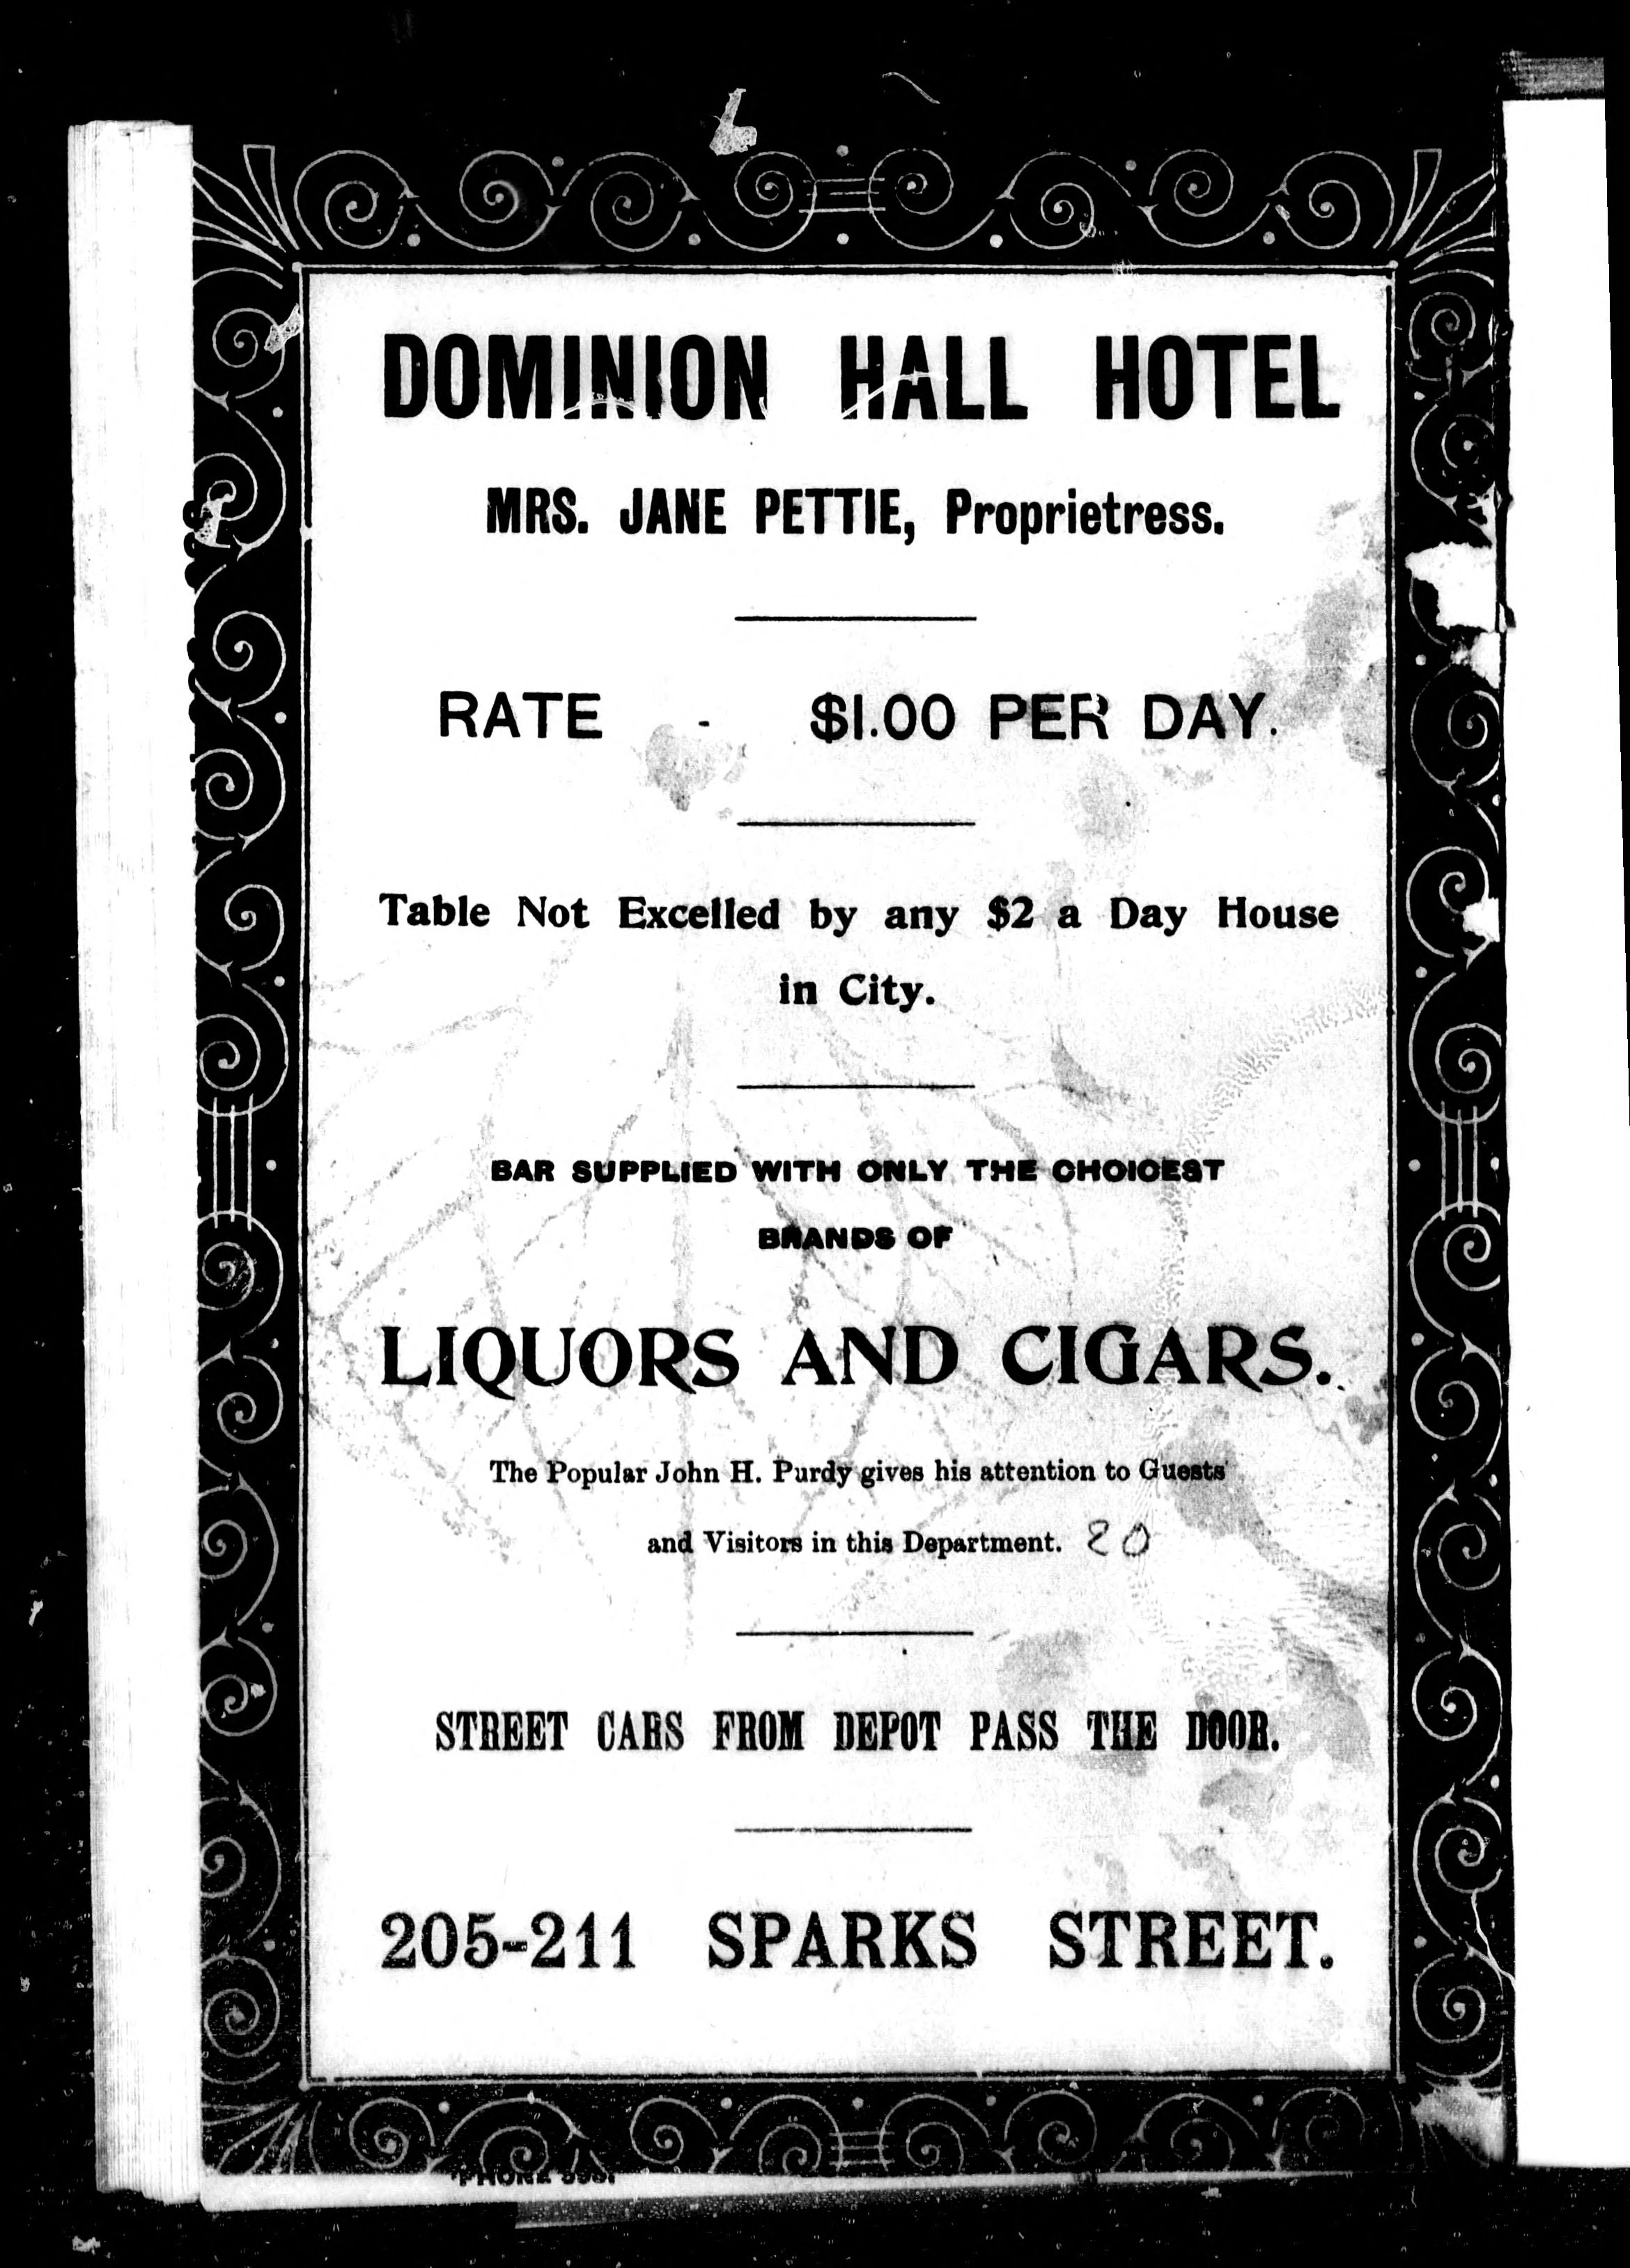 DOMINION HALL HOTEL
MRS. JANE PETTIE, Proprietress.
RATE - $1.00 PER DAY.
Table Not Excelled by any $2 a Day House
in City.
BAR SUPPLIED WITH ONLY THE CHOICEST
BRANDS OF
LIQUORS AND CIGARS.
The Popular John H. Purdy gives his attention to Guests
and Visitors in this Department. 20
STREET CARS FROM DEPOT PASS THE DOOR.
205-211 SPARKS STREET.
'PHONE